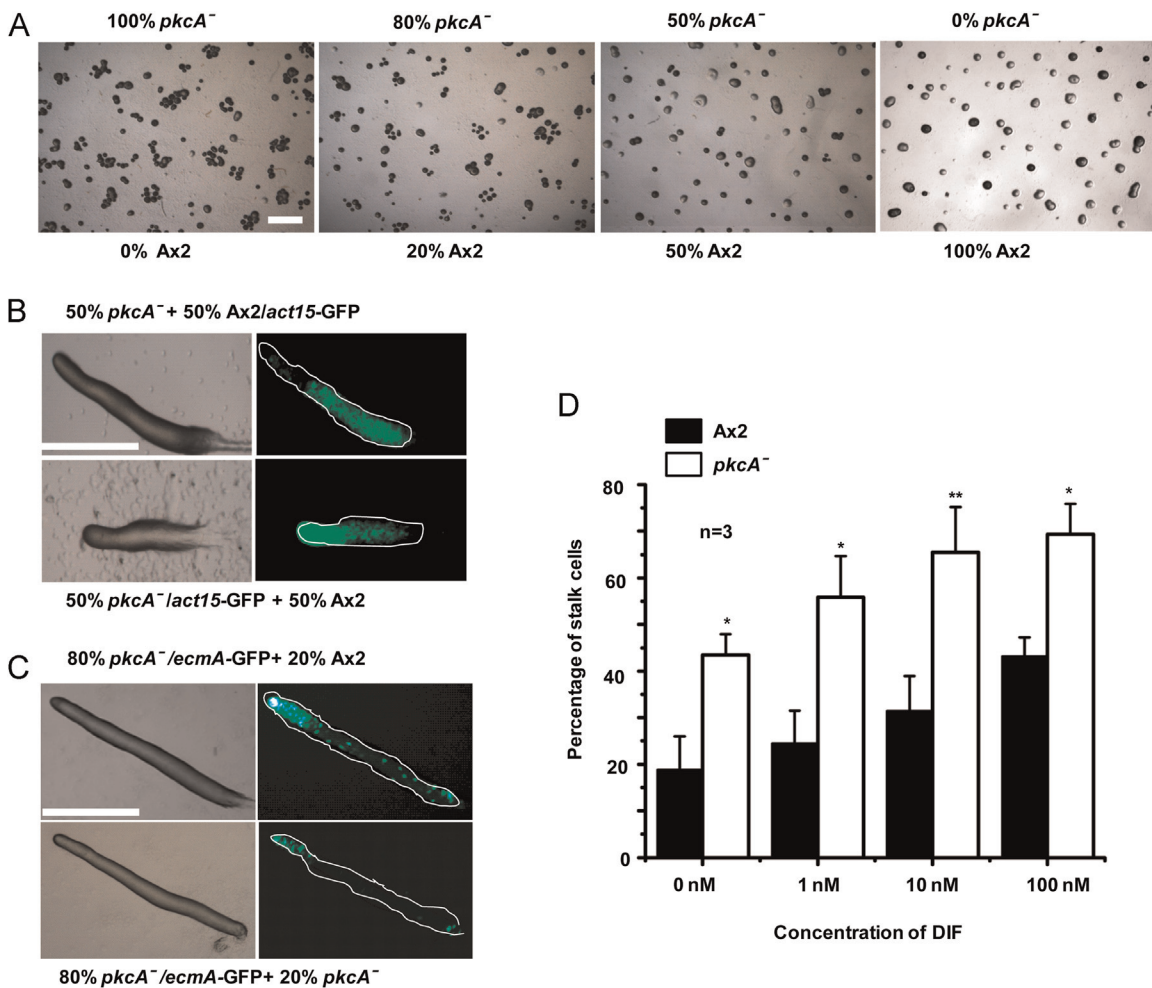 A
100% pkcA⁻
80% pkcA⁻
50% pkcA⁻
0% pkcA⁻
0% Ax2
20% Ax2
50% Ax2
100% Ax2
B
50% pkcA⁻ + 50% Ax2/act15-GFP
50% pkcA⁻/act15-GFP + 50% Ax2
C
80% pkcA⁻/ecmA-GFP+ 20% Ax2
80% pkcA⁻/ecmA-GFP+ 20% pkcA⁻
D
Ax2
pkcA⁻
n=3
*
*
**
*
Percentage of stalk cells
80
60
40
20
0
0 nM
1 nM
10 nM
100 nM
Concentration of DIF